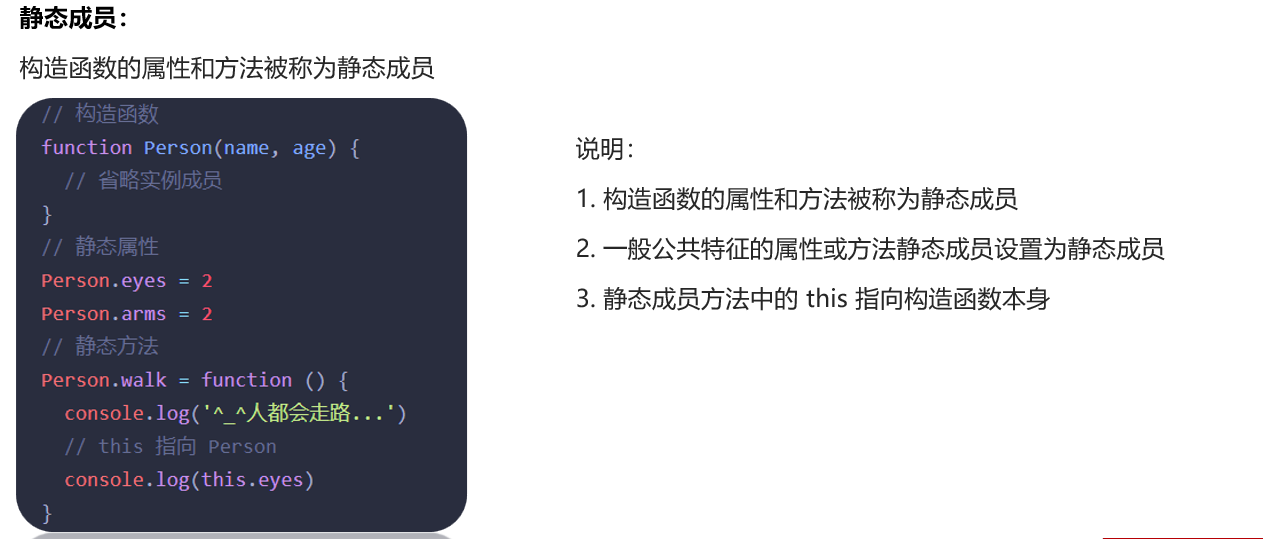 静态成员：
构造函数的属性和方法被称为静态成员
// 构造函数
function Person(name, age) {
  // 省略实例成员
}
// 静态属性
Person.eyes = 2
Person.arms = 2
// 静态方法
Person.walk = function () {
  console.log('^_^人都会走路...')
  // this 指向 Person
  console.log(this.eyes)
}
说明：
1. 构造函数的属性和方法被称为静态成员
2. 一般公共特征的属性或方法静态成员设置为静态成员
3. 静态成员方法中的 this 指向构造函数本身